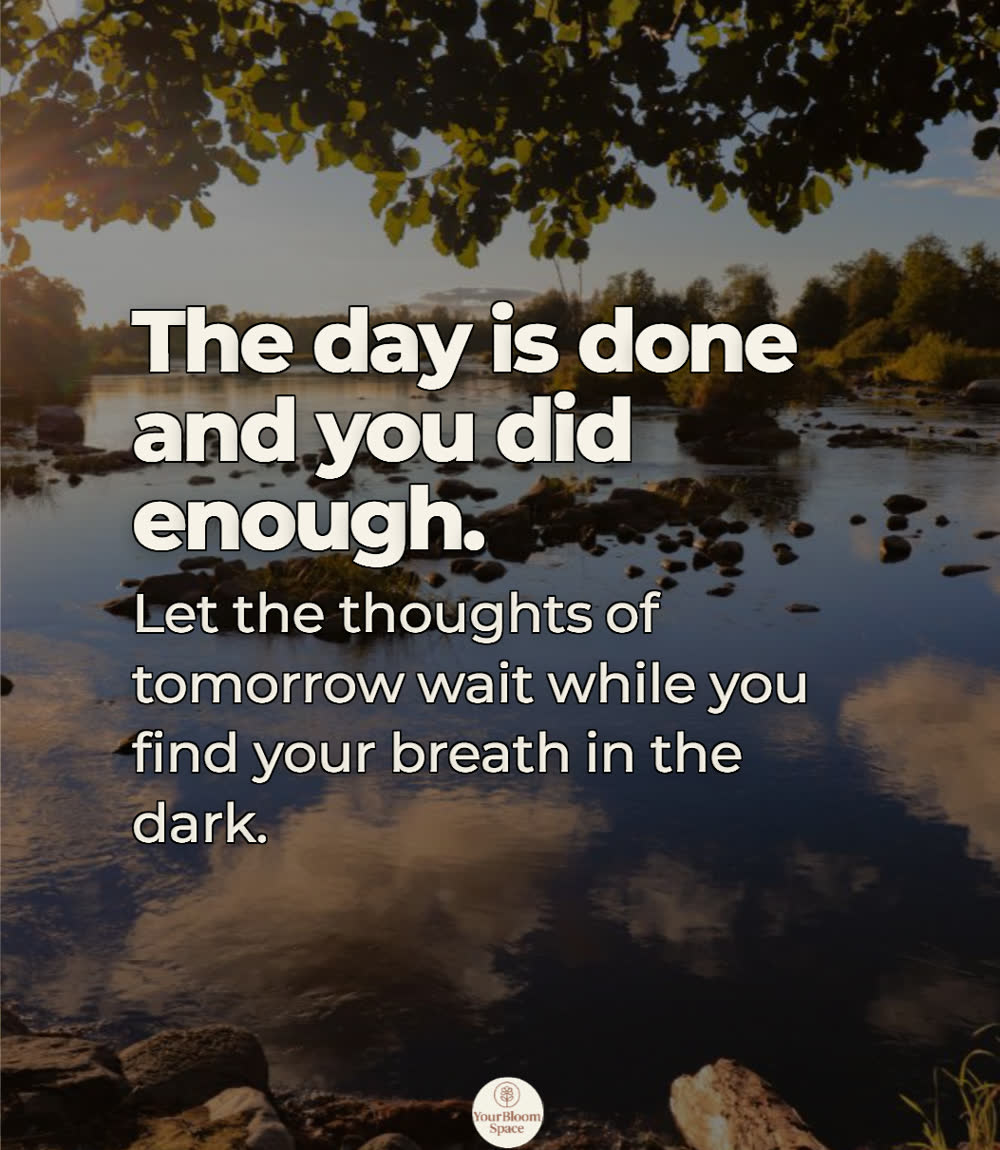 The day is done
and you did
enough.
Let the thoughts of
tomorrow wait while you
find your breath in the
dark.
YourBloom
Space